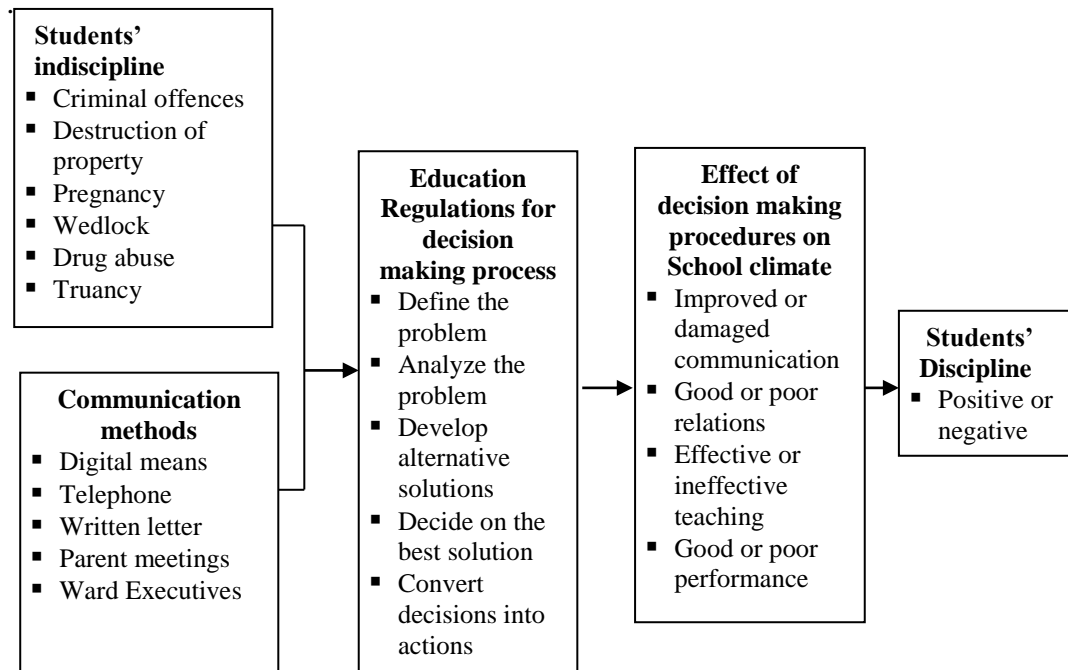 Students’
indiscipline
▪ Criminal offences
▪ Destruction of
property
▪ Pregnancy
▪ Wedlock
▪ Drug abuse
▪ Truancy
Communication
methods
▪ Digital means
▪ Telephone
▪ Written letter
▪ Parent meetings
▪ Ward Executives
Education
Regulations for
decision
making process
▪ Define the
problem
▪ Analyze the
problem
▪ Develop
alternative
solutions
▪ Decide on the
best solution
▪ Convert
decisions into
actions
Effect of
decision making
procedures on
School climate
▪ Improved or
damaged
communication
▪ Good or poor
relations
▪ Effective or
ineffective
teaching
▪ Good or poor
performance
Students’
Discipline
▪ Positive or
negative